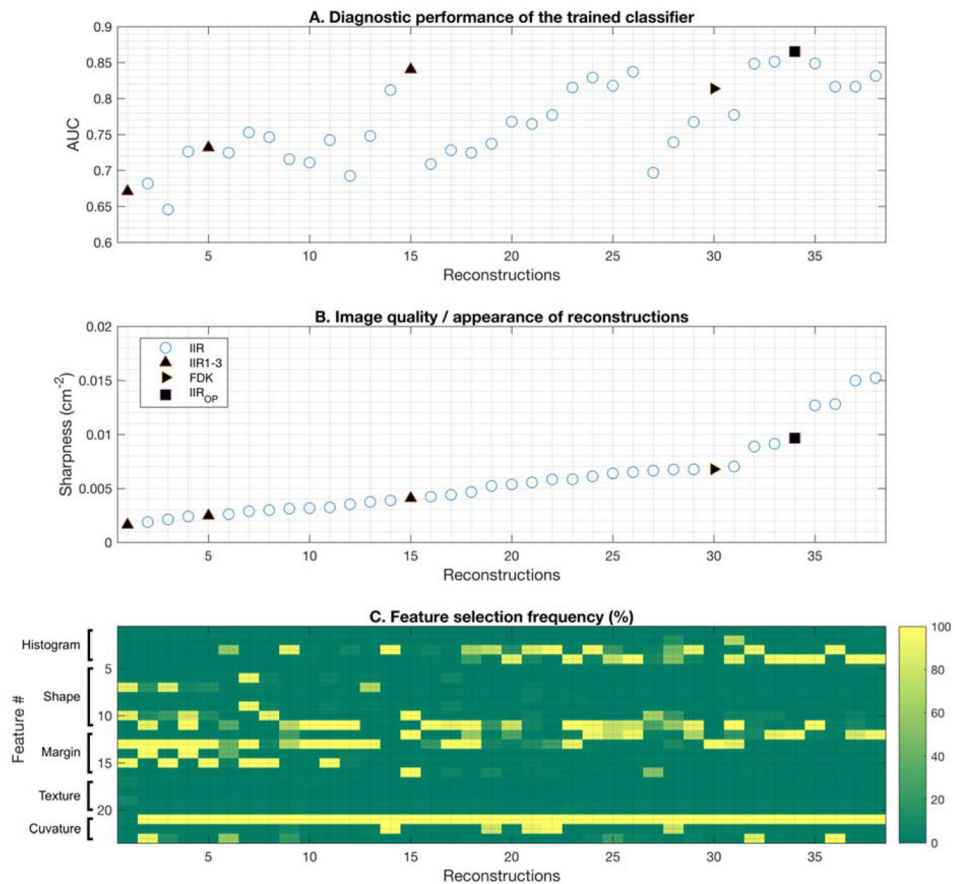 A. Diagnostic performance of the trained classifier
0.9
0.85
0.8
0.75
0.7
0.65
0.6
AUC
5 10 15 20 25 30 35
Reconstructions
B. Image quality / appearance of reconstructions
0.02
0.015
0.01
0.005
0
Sharpness (cm-2)
IIR
IIR1-3
FDK
IIROP
5 10 15 20 25 30 35
Reconstructions
C. Feature selection frequency (%)
Histogram
Shape
Margin
Texture
Cuvature
Feature #
5
10
15
20
5 10 15 20 25 30 35
Reconstructions
100
80
60
40
20
0